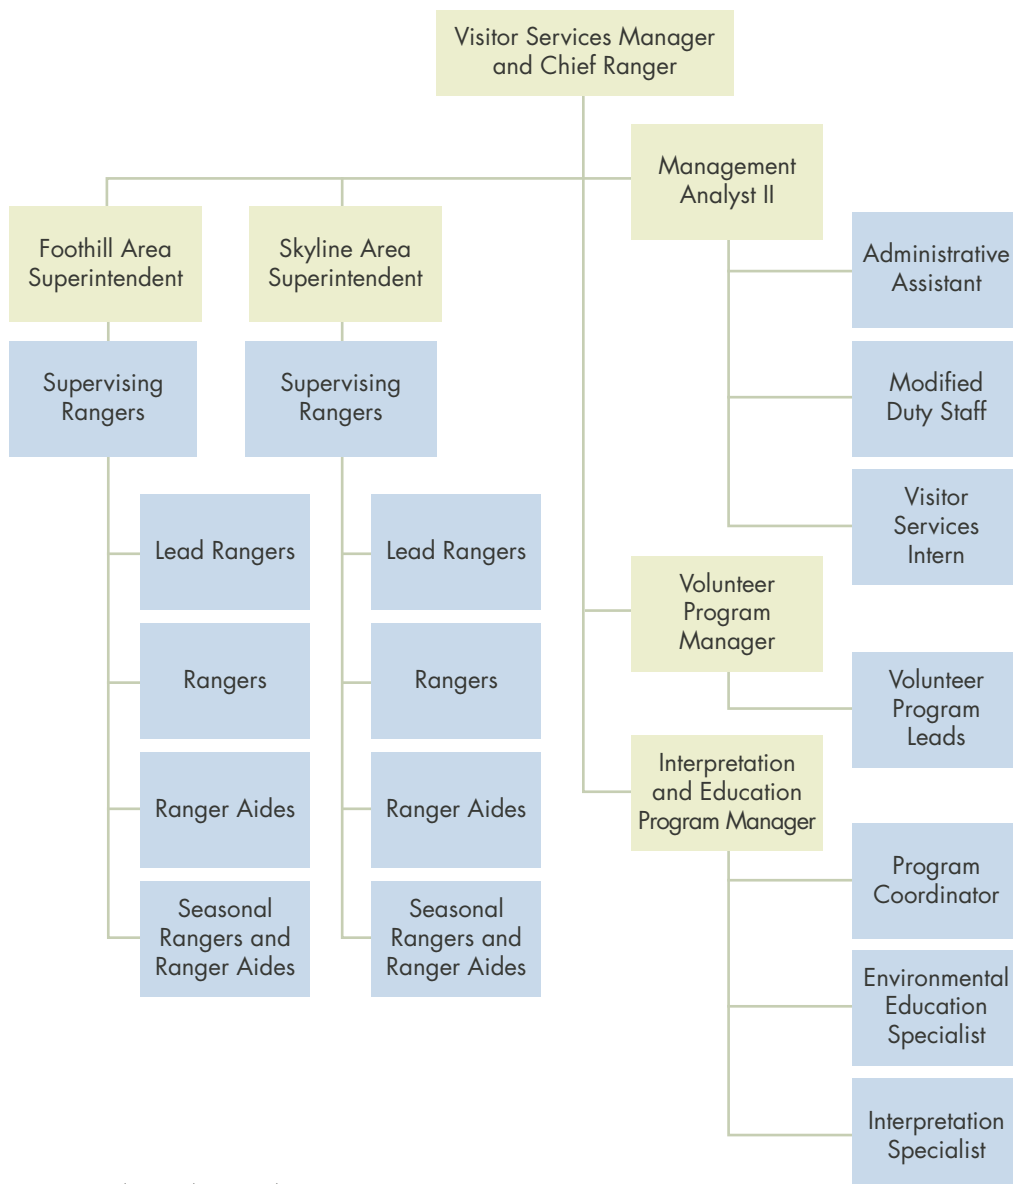 Visitor Services Manager
and Chief Ranger
Management
Analyst II
Foothill Area
Superintendent
Skyline Area
Superintendent
Administrative
Assistant
Supervising
Rangers
Supervising
Rangers
Modified
Duty Staff
Visitor
Services
Intern
Lead Rangers
Lead Rangers
Volunteer
Program
Manager
Rangers
Rangers
Volunteer
Program
Leads
Interpretation
and Education
Program Manager
Ranger Aides
Ranger Aides
Program
Coordinator
Seasonal
Rangers and
Ranger Aides
Seasonal
Rangers and
Ranger Aides
Environmental
Education
Specialist
Interpretation
Specialist